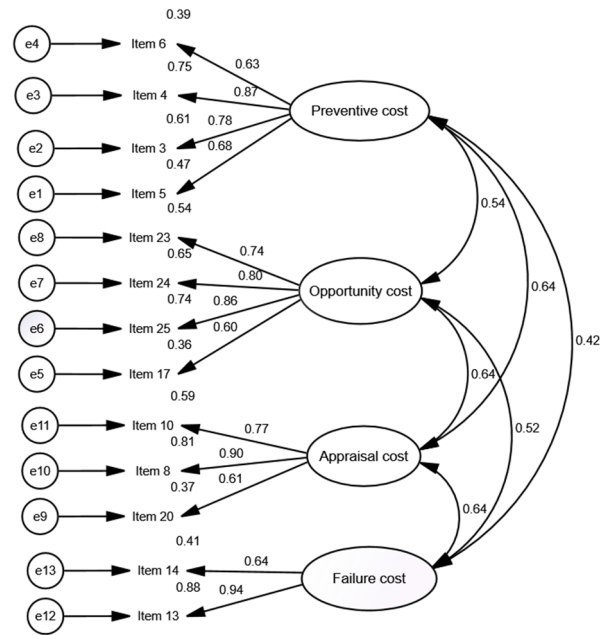 0.39
e4 Item 6
0.63
0.75
e3 Item 4 0.87 Preventive cost
0.61 0.78
e2 Item 3 0.68
0.47
e1 Item 5
0.54 0.54
e8 Item 23
0.65 0.74
e7 Item 24 0.80 Opportunity cost 0.64
0.74 0.86
e6 Item 25 0.60
0.36 0.42
e5 Item 17 0.64
0.59
e11 Item 10 0.77 0.52
0.81
0.90 Appraisal cost
e10 Item 8
0.37 0.61
e9 Item 20 0.64
0.41
e13 Item 14 0.64
Failure cost
0.88 0.94
e12 Item 13